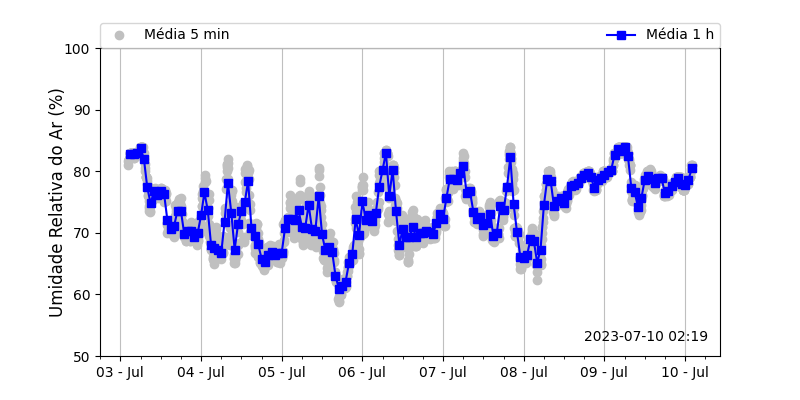 Média 5 min
Média 1 h
Umidade Relativa do Ar (%)
100
90
80
70
60
50
2023-07-10 02:19
03 - Jul
04 - Jul
05 - Jul
06 - Jul
07 - Jul
08 - Jul
09 - Jul
10 - Jul